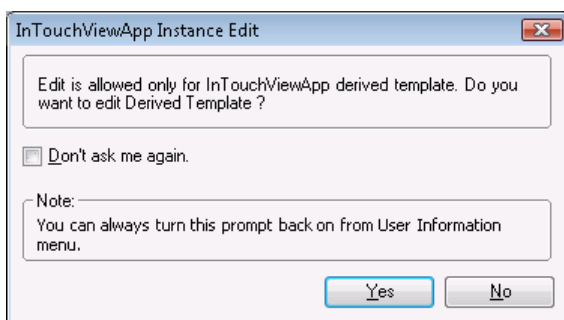 InTouchViewApp Instance Edit
Edit is allowed only for InTouchViewApp derived template. Do you
want to edit Derived Template ?
Don't ask me again.
Note:
You can always turn this prompt back on from User Information
menu.
Yes No